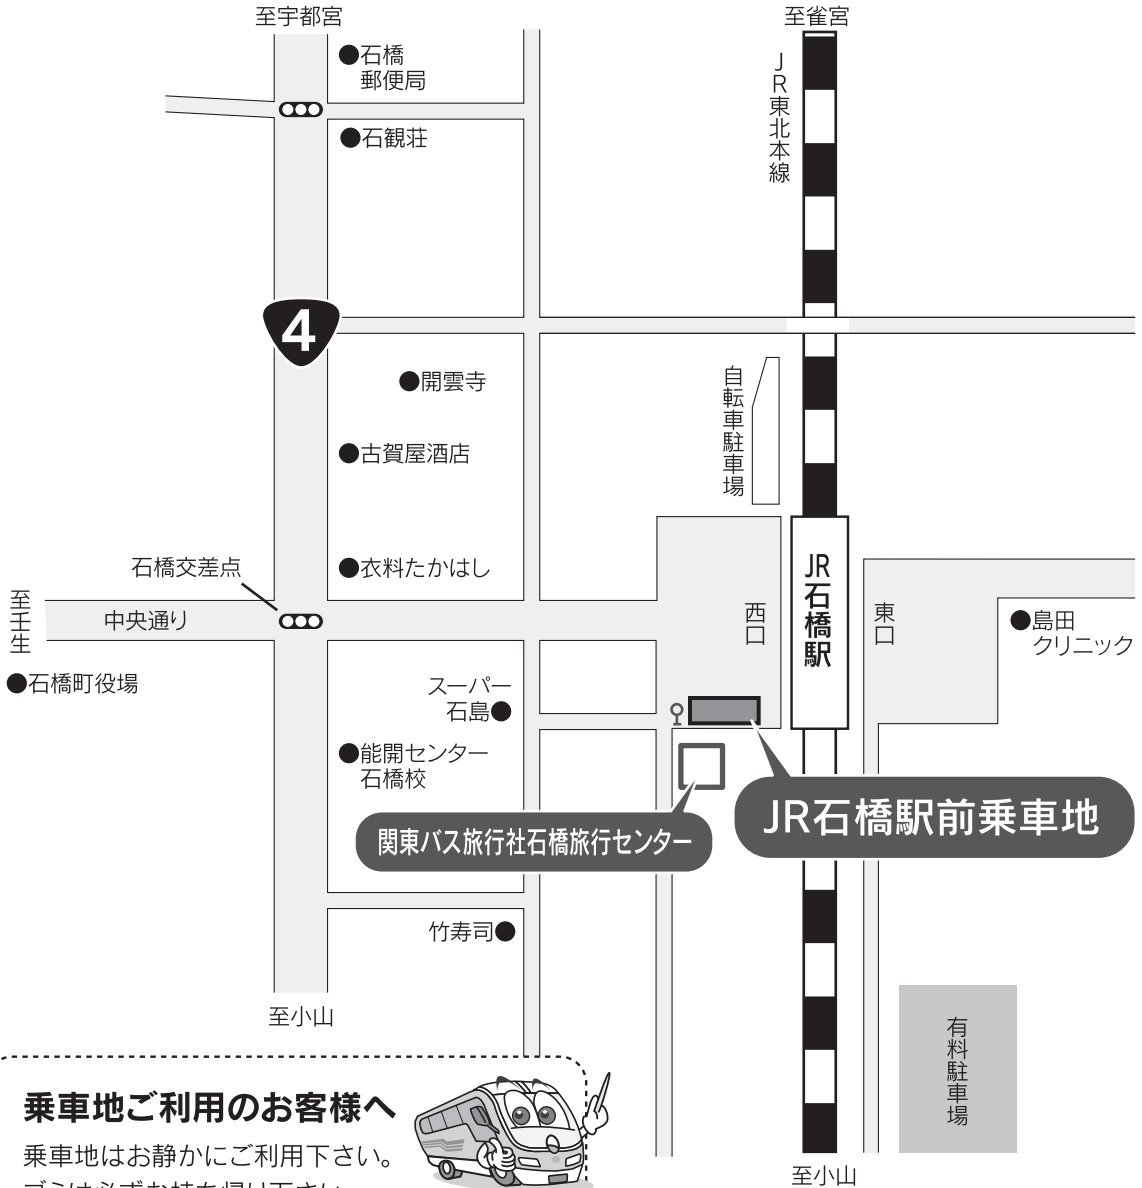 至宇都宮
至雀宮
石橋
郵便局
JR東北本線
石観荘
4
開雲寺
自転車駐車場
古賀屋酒店
石橋交差点
衣料たかはし
至壬生
中央通り
西口
JR石橋駅
東口
島田
クリニック
石橋町役場
スーパー
石島
能開センター
石橋校
JR石橋駅前乗車地
関東バス旅行社石橋旅行センター
竹寿司
至小山
有料駐車場
乗車地ご利用のお客様へ
乗車地はお静かにご利用下さい。
至小山